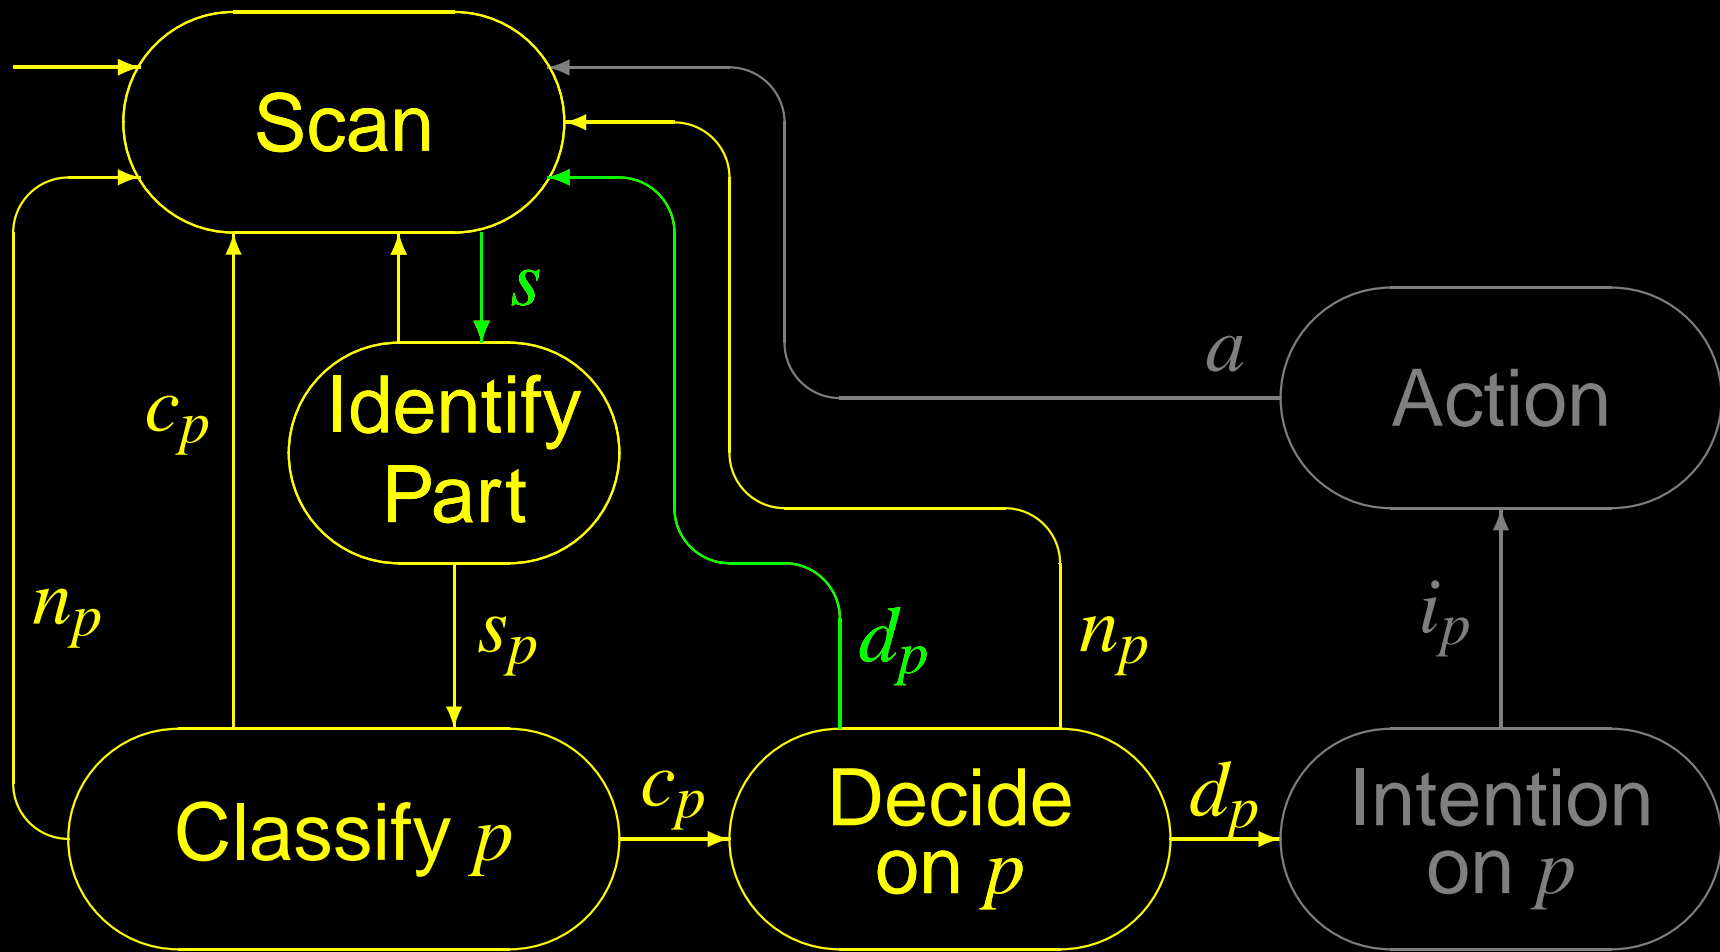 Scan
s
Identify
Part
a
Action
c_p
n_p
s_p
d_p
n_p
i_p
Classify p
c_p
Decide
on p
d_p
Intention
on p